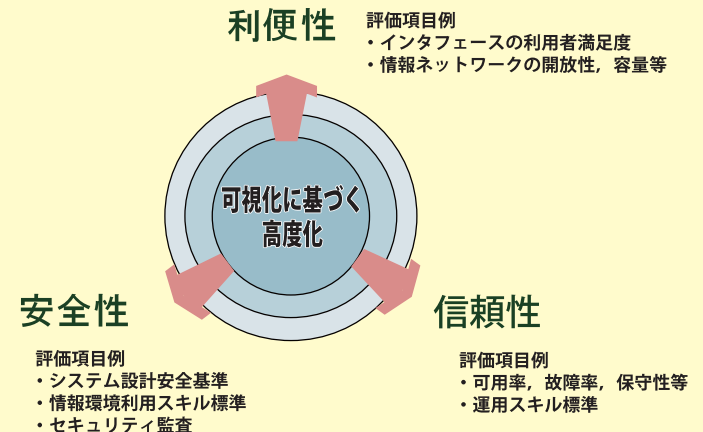 利便性
評価項目例
・インタフェースの利用者満足度
・情報ネットワークの開放性，容量等
可視化に基づく
高度化
安全性
評価項目例
・システム設計安全基準
・情報環境利用スキル標準
・セキュリティ監査
信頼性
評価項目例
・可用率，故障率，保守性等
・運用スキル標準